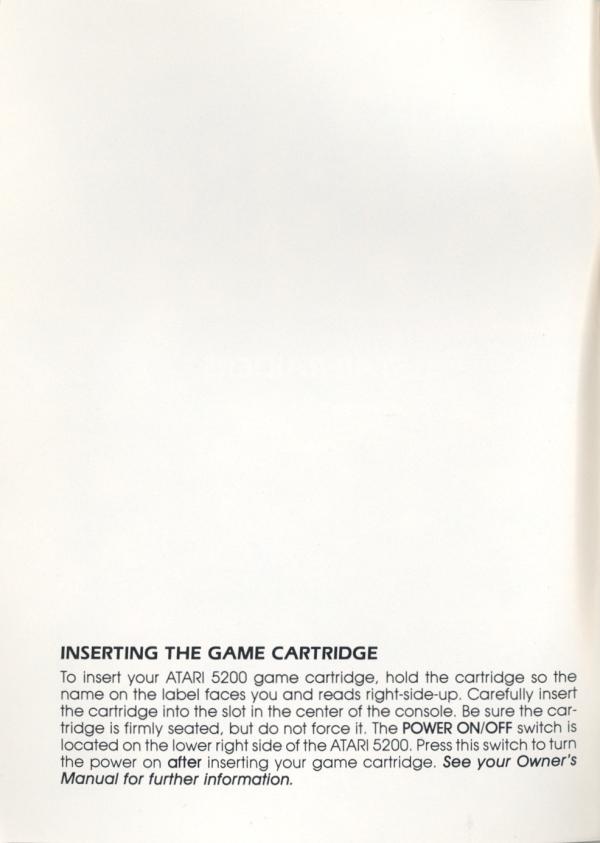 INSERTING THE GAME CARTRIDGE
To insert your ATARI 5200 game cartridge, hold the cartridge so the
name on the label faces you and reads right-side-up. Carefully insert
the cartridge into the slot in the center of the console. Be sure the car-
tridge is firmly seated, but do not force it. The POWER ON/OFF switch is
located on the lower right side of the ATARI 5200. Press this switch to turn
the power on after inserting your game cartridge. See your Owner's
Manual for further information.